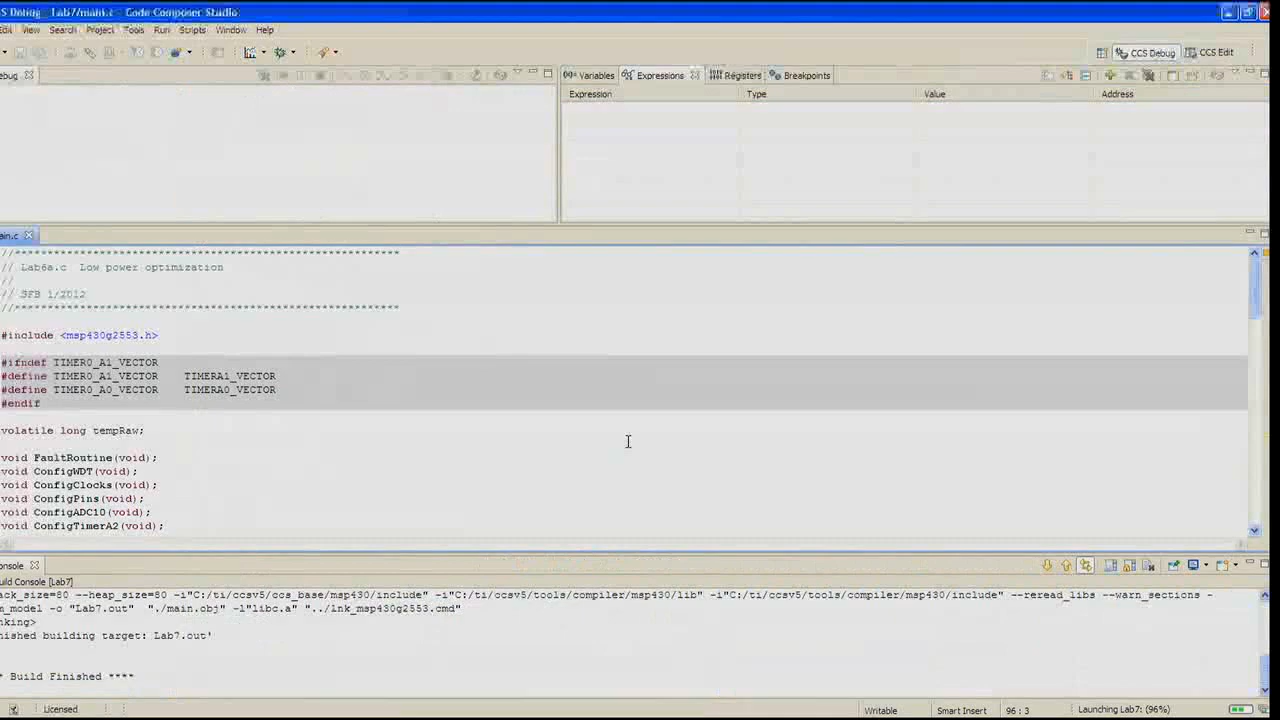 S Debug - Lab7/main.c - Code Composer Studio
Edit View Search Project Tools Run Scripts Window Help
CCS Debug CCS Edit
ebug
(x)= Variables Expressions Registers Breakpoints
Expression Type Value Address
ain.c
//***********************************************************
// Lab6a.c  Low power optimization
//
// SFB 1/2012
//***********************************************************
#include <msp430g2553.h>
#ifndef TIMER0_A1_VECTOR
#define TIMER0_A1_VECTOR    TIMERA1_VECTOR
#define TIMER0_A0_VECTOR    TIMERA0_VECTOR
#endif
volatile long tempRaw;
void FaultRoutine(void);
void ConfigWDT(void);
void ConfigClocks(void);
void ConfigPins(void);
void ConfigADC10(void);
void ConfigTimerA2(void);
onsole
uild Console [Lab7]
ack_size=80 --heap_size=80 -i"C:/ti/ccsv5/ccs_base/msp430/include" -i"C:/ti/ccsv5/tools/compiler/msp430/lib" -i"C:/ti/ccsv5/tools/compiler/msp430/include" --reread_libs --warn_sections -
m_model -o "Lab7.out"  "./main.obj" -l"libc.a" "../lnk_msp430g2553.cmd"
nking>
nished building target: Lab7.out'
* Build Finished ****
Licensed Writable Smart Insert 96 : 3 Launching Lab7: (96%)